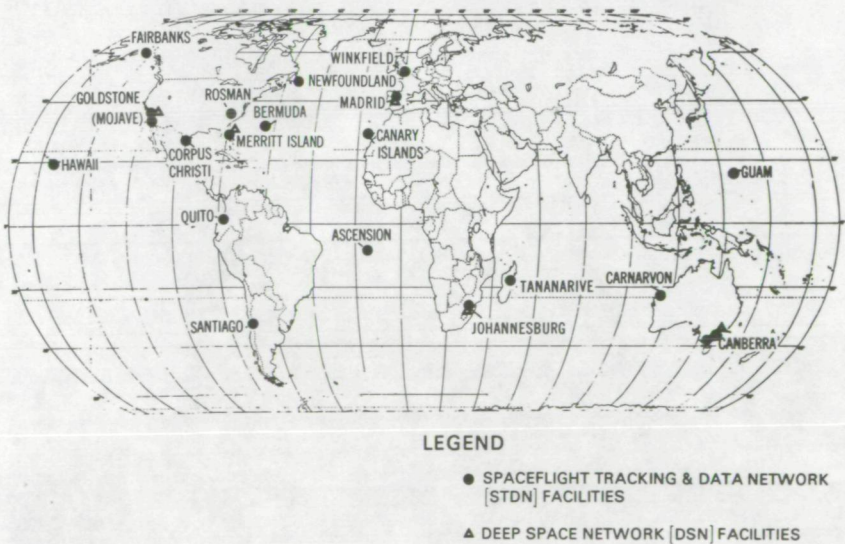 FAIRBANKS
WINKFIELD
NEWFOUNDLAND
GOLDSTONE
(MOJAVE)
ROSMAN
BERMUDA
MADRID
MERRITT ISLAND
CANARY
ISLANDS
CORPUS
CHRISTI
HAWAII
GUAM
QUITO
ASCENSION
TANANARIVE
CARNARVON
SANTIAGO
JOHANNESBURG
CANBERRA
LEGEND
● SPACEFLIGHT TRACKING & DATA NETWORK
[STDN] FACILITIES
▲ DEEP SPACE NETWORK [DSN] FACILITIES